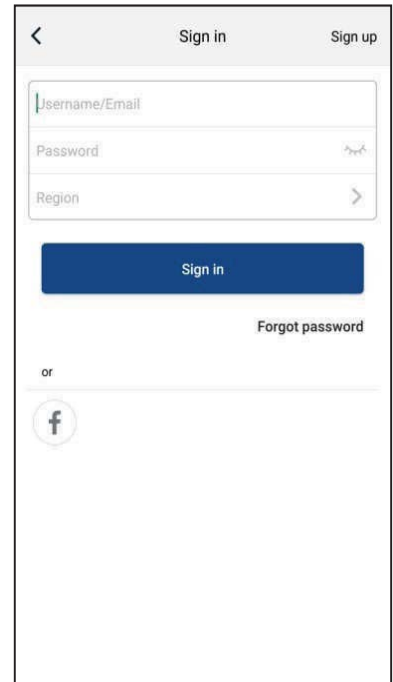 Sign in
Sign up
Username/Email
Password
Region
Sign in
Forgot password
or
f